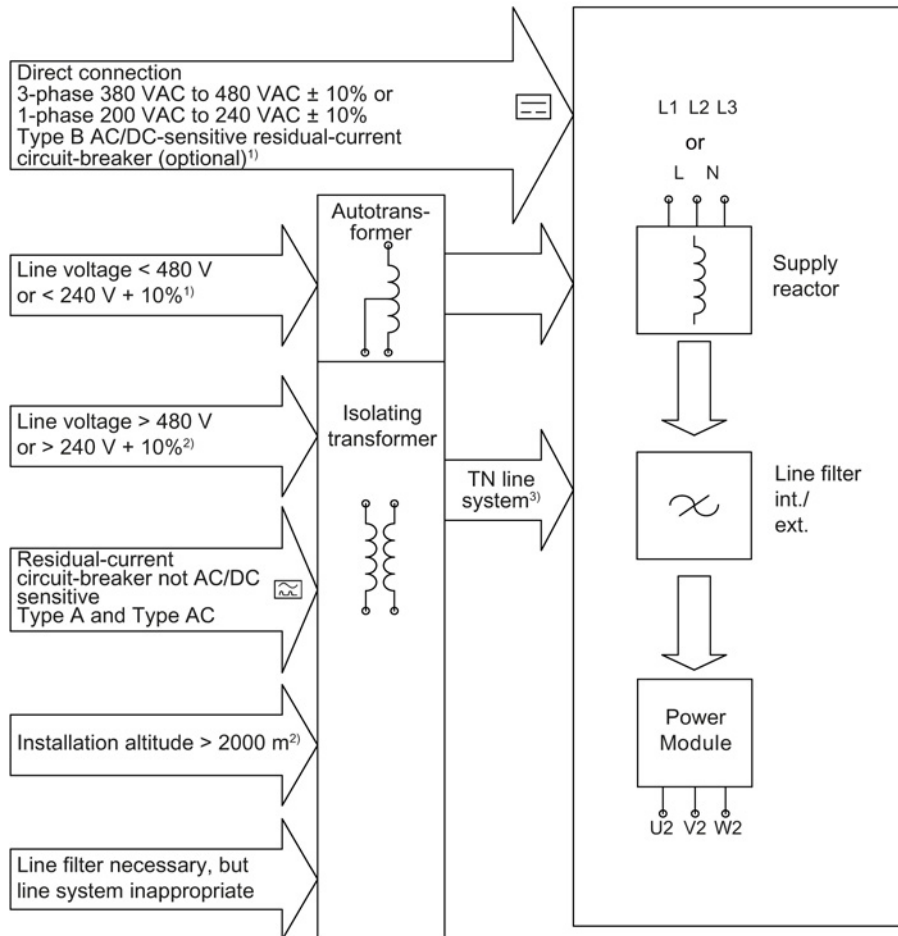 Direct connection
3-phase 380 VAC to 480 VAC ± 10% or
1-phase 200 VAC to 240 VAC ± 10%
Type B AC/DC-sensitive residual-current
circuit-breaker (optional)¹⁾
L1 L2 L3
or
L N
Autotrans-
former
Line voltage < 480 V
or < 240 V + 10%¹⁾
Supply
reactor
Line voltage > 480 V
or > 240 V + 10%²⁾
Isolating
transformer
TN line
system³⁾
Line filter
int./
ext.
Residual-current
circuit-breaker not AC/DC
sensitive
Type A and Type AC
Installation altitude > 2000 m²⁾
Power
Module
U2 V2 W2
Line filter necessary, but
line system inappropriate